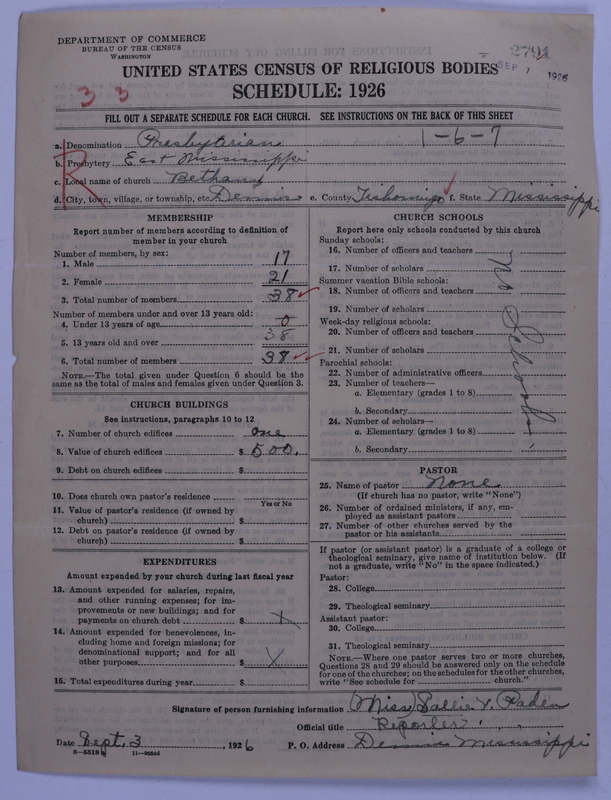 DEPARTMENT OF COMMERCE
BUREAU OF THE CENSUS
WASHINGTON
2791
SEP 7 1926
UNITED STATES CENSUS OF RELIGIOUS BODIES
SCHEDULE: 1926
3 3
FILL OUT A SEPARATE SCHEDULE FOR EACH CHURCH. SEE INSTRUCTIONS ON THE BACK OF THIS SHEET
R
a. Denomination Presbyterian 1-6-7
b. Presbytery East Mississippi
c. Local name of church Bethany
d. City, town, village, or township, etc. Dennis e. County Tishomingo f. State Mississippi
MEMBERSHIP
Report number of members according to definition of
member in your church
Number of members, by sex:
1. Male 17
2. Female 21
3. Total number of members 38
Number of members under and over 13 years old:
4. Under 13 years of age 0
5. 13 years old and over 38
6. Total number of members 38
NOTE.—The total given under Question 6 should be
same as the total of males and females given under Question 3.
CHURCH BUILDINGS
See instructions, paragraphs 10 to 12
7. Number of church edifices one
8. Value of church edifices $ 500.
9. Debt on church edifices $
10. Does church own pastor's residence
Yes or No
11. Value of pastor's residence (if owned by
church) $
12. Debt on pastor's residence (if owned by
church) $
EXPENDITURES
Amount expended by your church during last fiscal year
13. Amount expended for salaries, repairs,
and other running expenses; for im-
provements or new buildings; and for
payments on church debt $ X
14. Amount expended for benevolences, in-
cluding home and foreign missions; for
denominational support; and for all
other purposes $ X
15. Total expenditures during year $
CHURCH SCHOOLS
Report here only schools conducted by this church
Sunday schools:
16. Number of officers and teachers
17. Number of scholars
Summer vacation Bible schools:
18. Number of officers and teachers
19. Number of scholars
Week-day religious schools:
20. Number of officers and teachers
21. Number of scholars
Parochial schools:
22. Number of administrative officers
23. Number of teachers—
a. Elementary (grades 1 to 8)
b. Secondary
24. Number of scholars—
a. Elementary (grades 1 to 8)
b. Secondary
No Schools
PASTOR
25. Name of pastor None
(If church has no pastor, write "None")
26. Number of ordained ministers, if any, em-
ployed as assistant pastors
27. Number of other churches served by the
pastor or his assistants
If pastor (or assistant pastor) is a graduate of a college or
theological seminary, give name of institution below. (If
not a graduate, write "No" in the space indicated.)
Pastor:
28. College
29. Theological seminary
Assistant pastor:
30. College
31. Theological seminary
NOTE.—Where one pastor serves two or more churches,
Questions 28 and 29 should be answered only on the schedule
for one of the churches; on the schedules for the other churches,
write "See schedule for church."
Signature of person furnishing information (Miss) Sallie V. Paden
Official title Reporter
Date Sept. 3, 1926 P. O. Address Dennis Mississippi